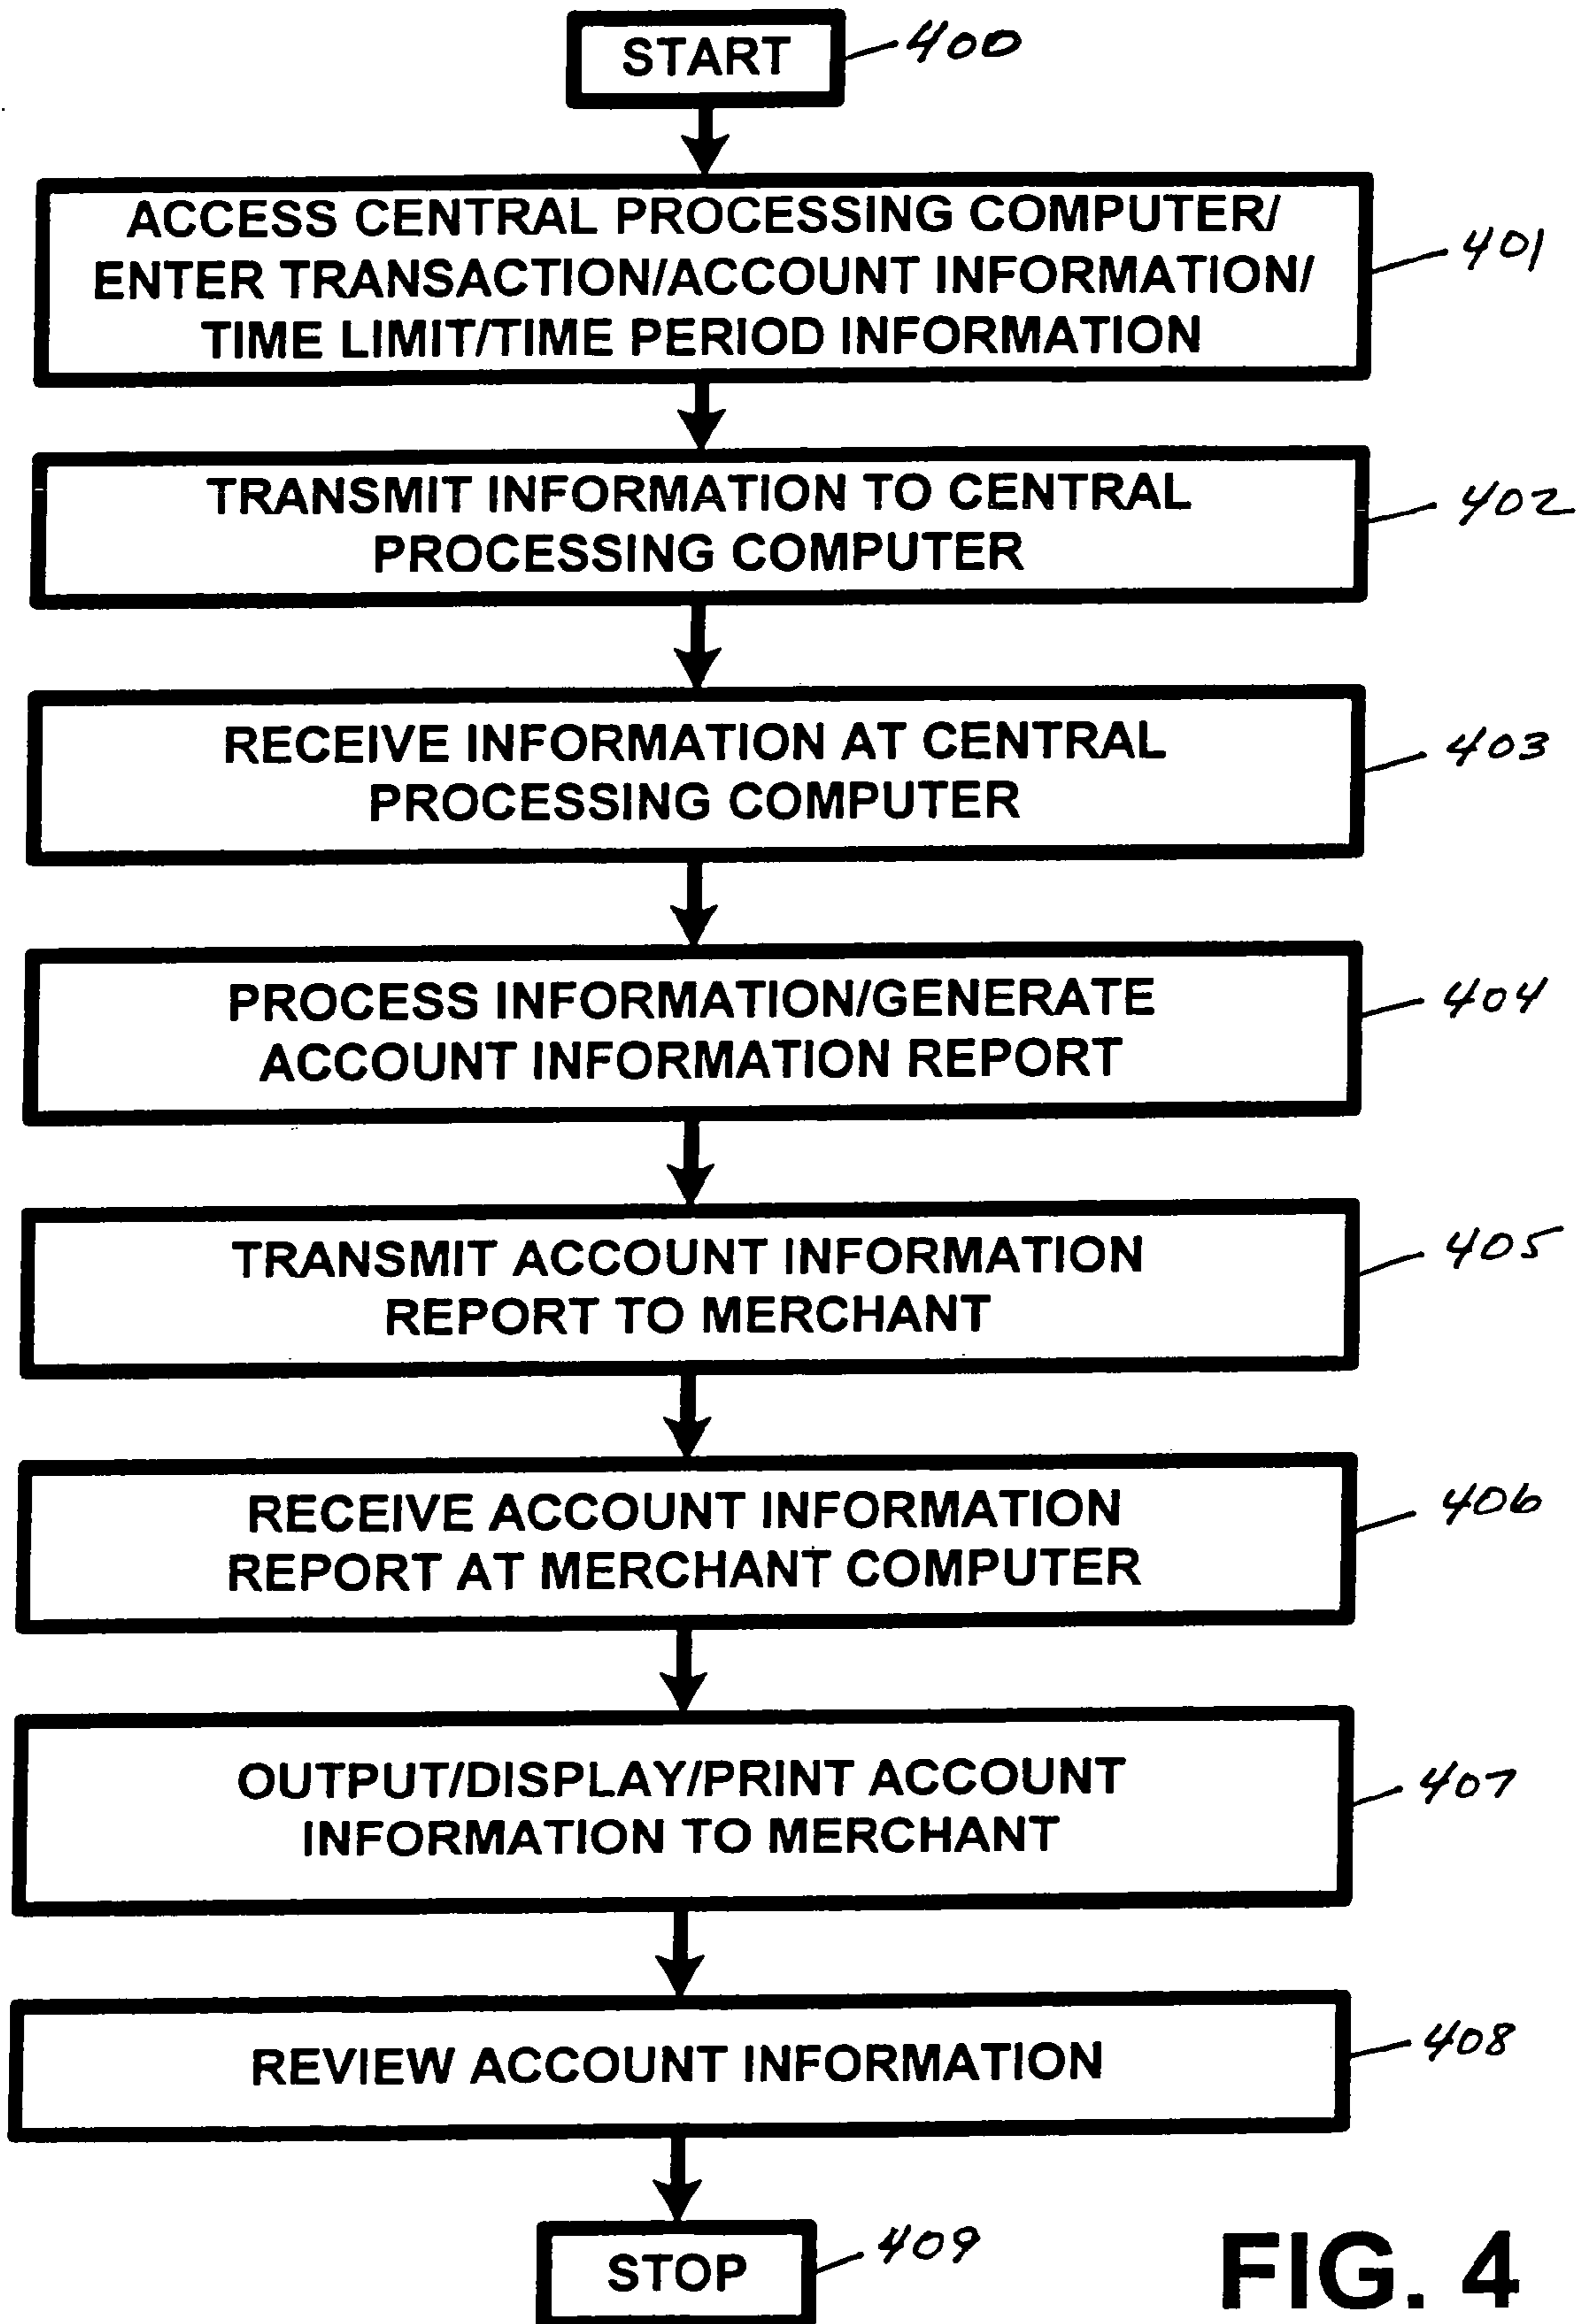 START
400
ACCESS CENTRAL PROCESSING COMPUTER/
ENTER TRANSACTION/ACCOUNT INFORMATION/
TIME LIMIT/TIME PERIOD INFORMATION
401
TRANSMIT INFORMATION TO CENTRAL
PROCESSING COMPUTER
402
RECEIVE INFORMATION AT CENTRAL
PROCESSING COMPUTER
403
PROCESS INFORMATION/GENERATE
ACCOUNT INFORMATION REPORT
404
TRANSMIT ACCOUNT INFORMATION
REPORT TO MERCHANT
405
RECEIVE ACCOUNT INFORMATION
REPORT AT MERCHANT COMPUTER
406
OUTPUT/DISPLAY/PRINT ACCOUNT
INFORMATION TO MERCHANT
407
REVIEW ACCOUNT INFORMATION
408
STOP
409
FIG. 4